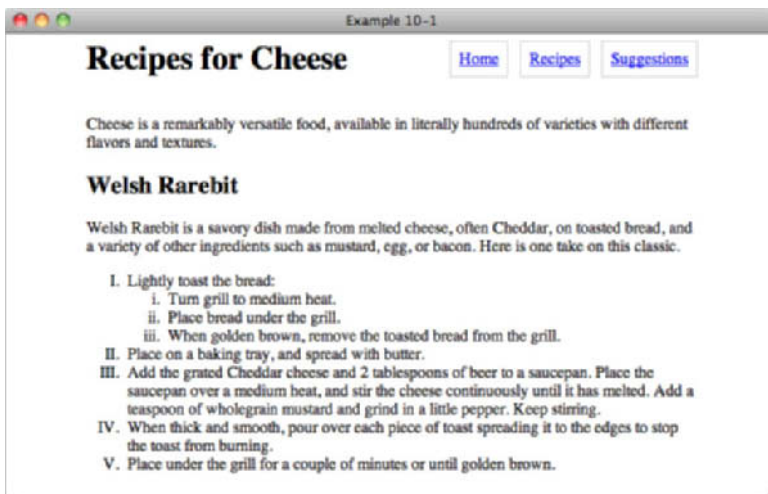 Example 10-1
Recipes for Cheese
Home Recipes Suggestions
Cheese is a remarkably versatile food, available in literally hundreds of varieties with different
flavors and textures.
Welsh Rarebit
Welsh Rarebit is a savory dish made from melted cheese, often Cheddar, on toasted bread, and
a variety of other ingredients such as mustard, egg, or bacon. Here is one take on this classic.
I. Lightly toast the bread:
i. Turn grill to medium heat.
ii. Place bread under the grill.
iii. When golden brown, remove the toasted bread from the grill.
II. Place on a baking tray, and spread with butter.
III. Add the grated Cheddar cheese and 2 tablespoons of beer to a saucepan. Place the
saucepan over a medium heat, and stir the cheese continuously until it has melted. Add a
teaspoon of wholegrain mustard and grind in a little pepper. Keep stirring.
IV. When thick and smooth, pour over each piece of toast spreading it to the edges to stop
the toast from burning.
V. Place under the grill for a couple of minutes or until golden brown.